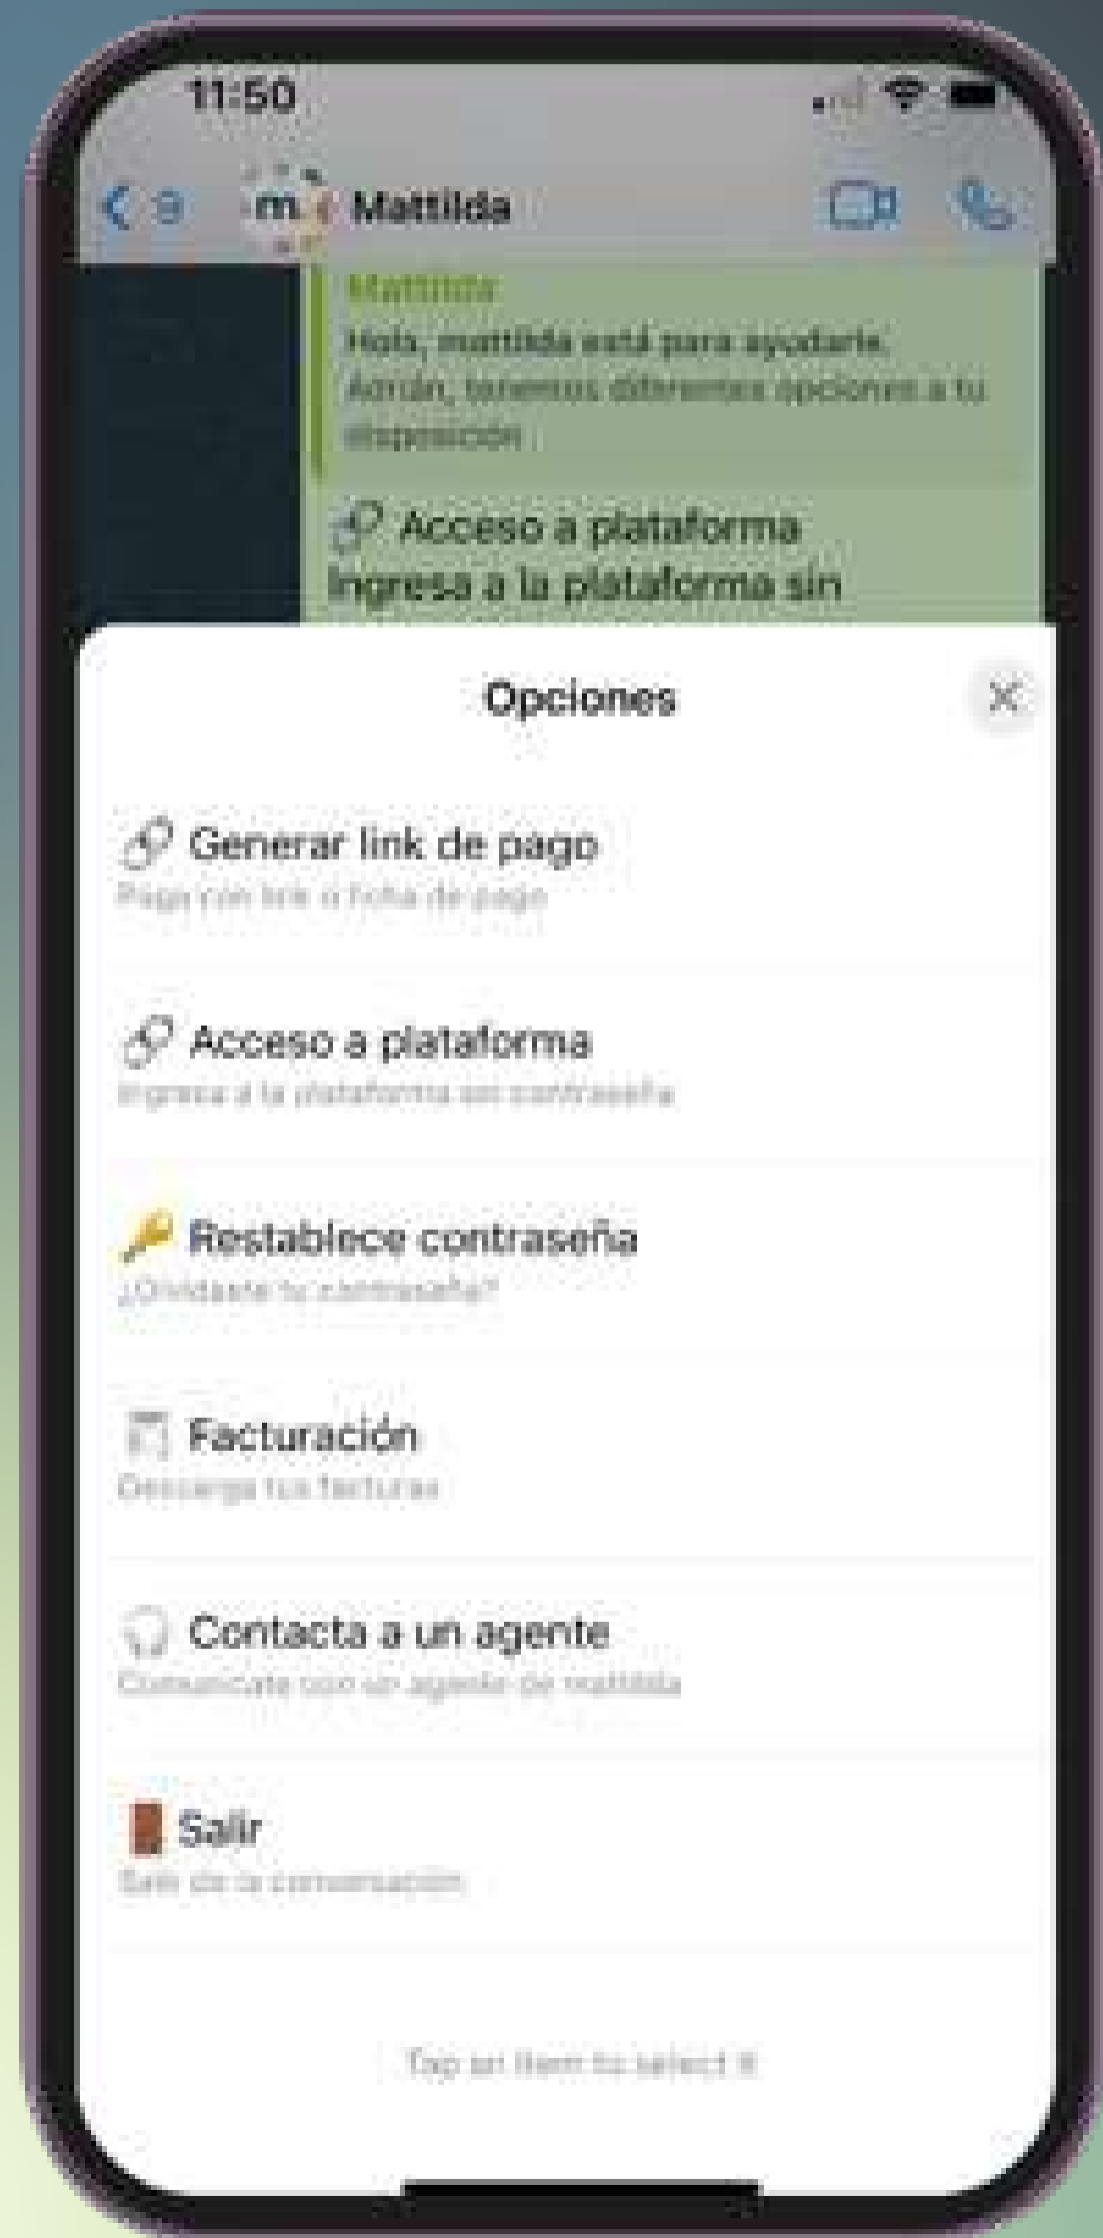 11:50
9
m
Mattilda
Mattilda
Hola, mattilda está para ayudarte.
Adrián, tenemos diferentes opciones a tu
disposición
Acceso a plataforma
Ingresa a la plataforma sin
Opciones
Generar link de pago
Paga con link o ficha de pago
Acceso a plataforma
Ingresa a la plataforma sin contraseña
Restablece contraseña
¿Olvidaste tu contraseña?
Facturación
Descarga tus facturas
Contacta a un agente
Comunícate con un agente de mattilda
Salir
Salir de la conversación
Tap an item to select it